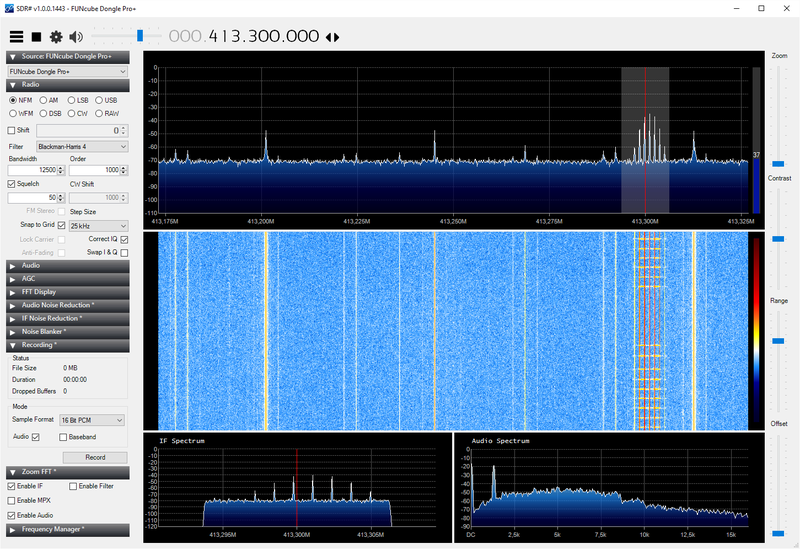 SDR# v1.0.0.1443 - FUNcube Dongle Pro+
000.413.300.000
Source: FUNcube Dongle Pro+
FUNcube Dongle Pro+
Radio
NFM AM LSB USB
WFM DSB CW RAW
Shift 0
Filter Blackman-Harris 4
Bandwidth Order
12500 1000
Squelch CW Shift
50 1000
FM Stereo Step Size
Snap to Grid 25 kHz
Lock Carrier Correct IQ
Anti-Fading Swap I & Q
Audio
AGC
FFT Display
Audio Noise Reduction *
IF Noise Reduction *
Noise Blanker *
Recording *
Status
File Size 0 MB
Duration 00:00:00
Dropped Buffers 0
Mode
Sample Format 16 Bit PCM
Audio Baseband
Record
Zoom FFT *
Enable IF Enable Filter
Enable MPX
Enable Audio
Frequency Manager *
0
-10
-20
-30
-40
-50
-60
-70
-80
-90
-100
-110
37
413,175M 413,200M 413,225M 413,250M 413,275M 413,300M 413,325M
IF Spectrum
0
-10
-20
-30
-40
-50
-60
-70
-80
-90
-100
-110
-120
413,295M 413,300M 413,305M
Audio Spectrum
0
-10
-20
-30
-40
-50
-60
-70
-80
-90
DC 2,5k 5k 7,5k 10k 12,5k 15k
Zoom
Contrast
Range
Offset